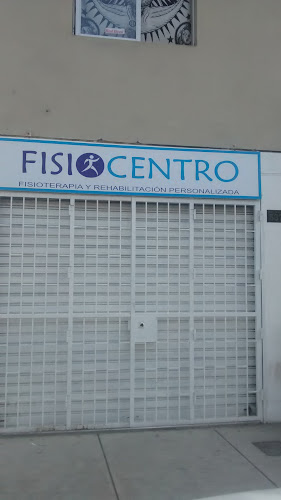 FISIOCENTRO
FISIOTERAPIA Y REHABILITACIÓN PERSONALIZADA